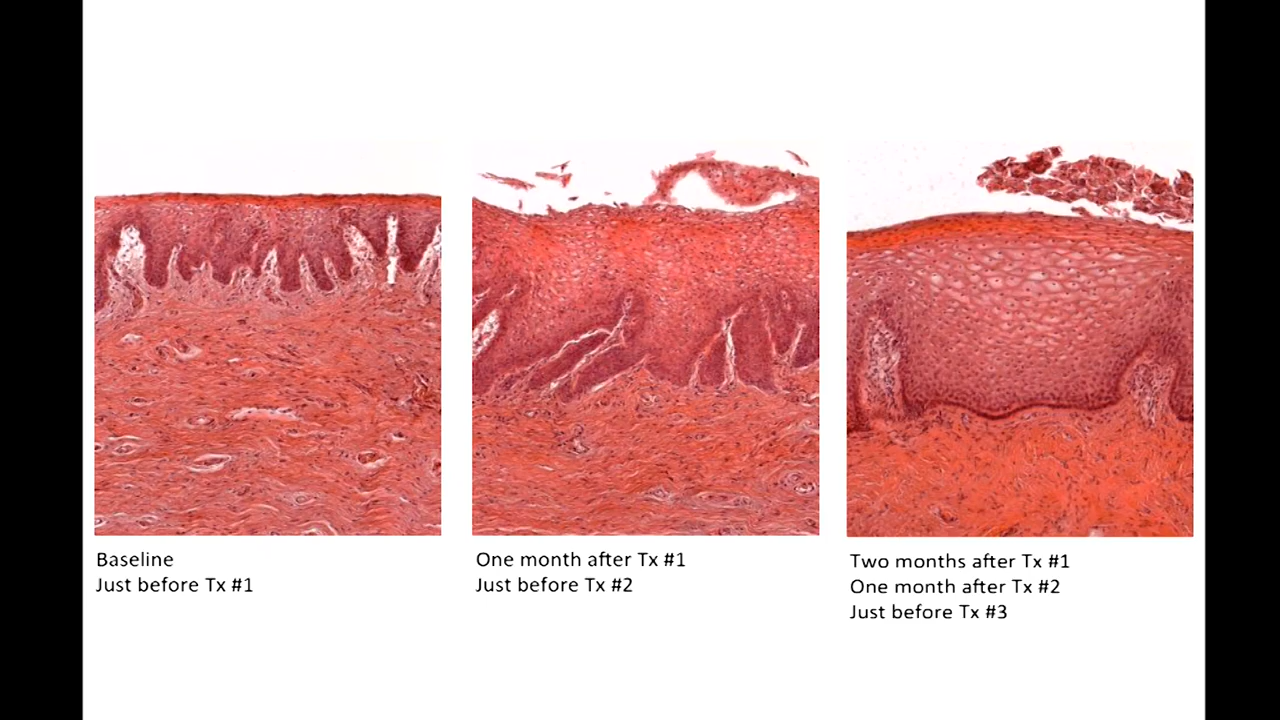 Baseline
Just before Tx #1
One month after Tx #1
Just before Tx #2
Two months after Tx #1
One month after Tx #2
Just before Tx #3